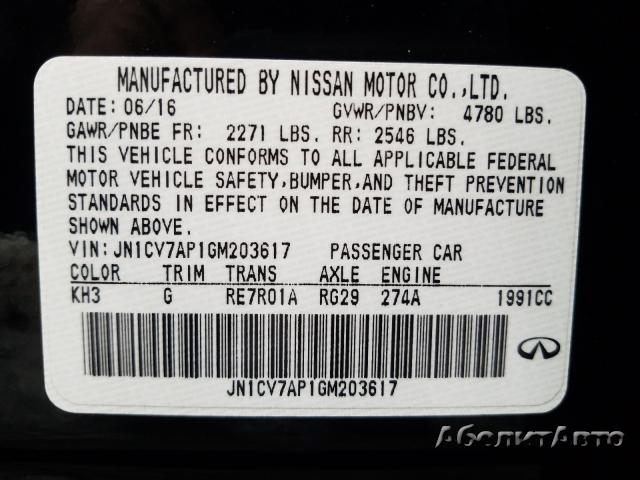 MANUFACTURED BY NISSAN MOTOR CO.,LTD.
DATE: 06/16 GVWR/PNBV: 4780 LBS.
GAWR/PNBE FR: 2271 LBS. RR: 2546 LBS.
THIS VEHICLE CONFORMS TO ALL APPLICABLE FEDERAL
MOTOR VEHICLE SAFETY,BUMPER,AND THEFT PREVENTION
STANDARDS IN EFFECT ON THE DATE OF MANUFACTURE
SHOWN ABOVE.
VIN: JN1CV7AP1GM203617 PASSENGER CAR
COLOR TRIM TRANS AXLE ENGINE
KH3 G RE7R01A RG29 274A 1991CC
JN1CV7AP1GM203617
АболитАвто